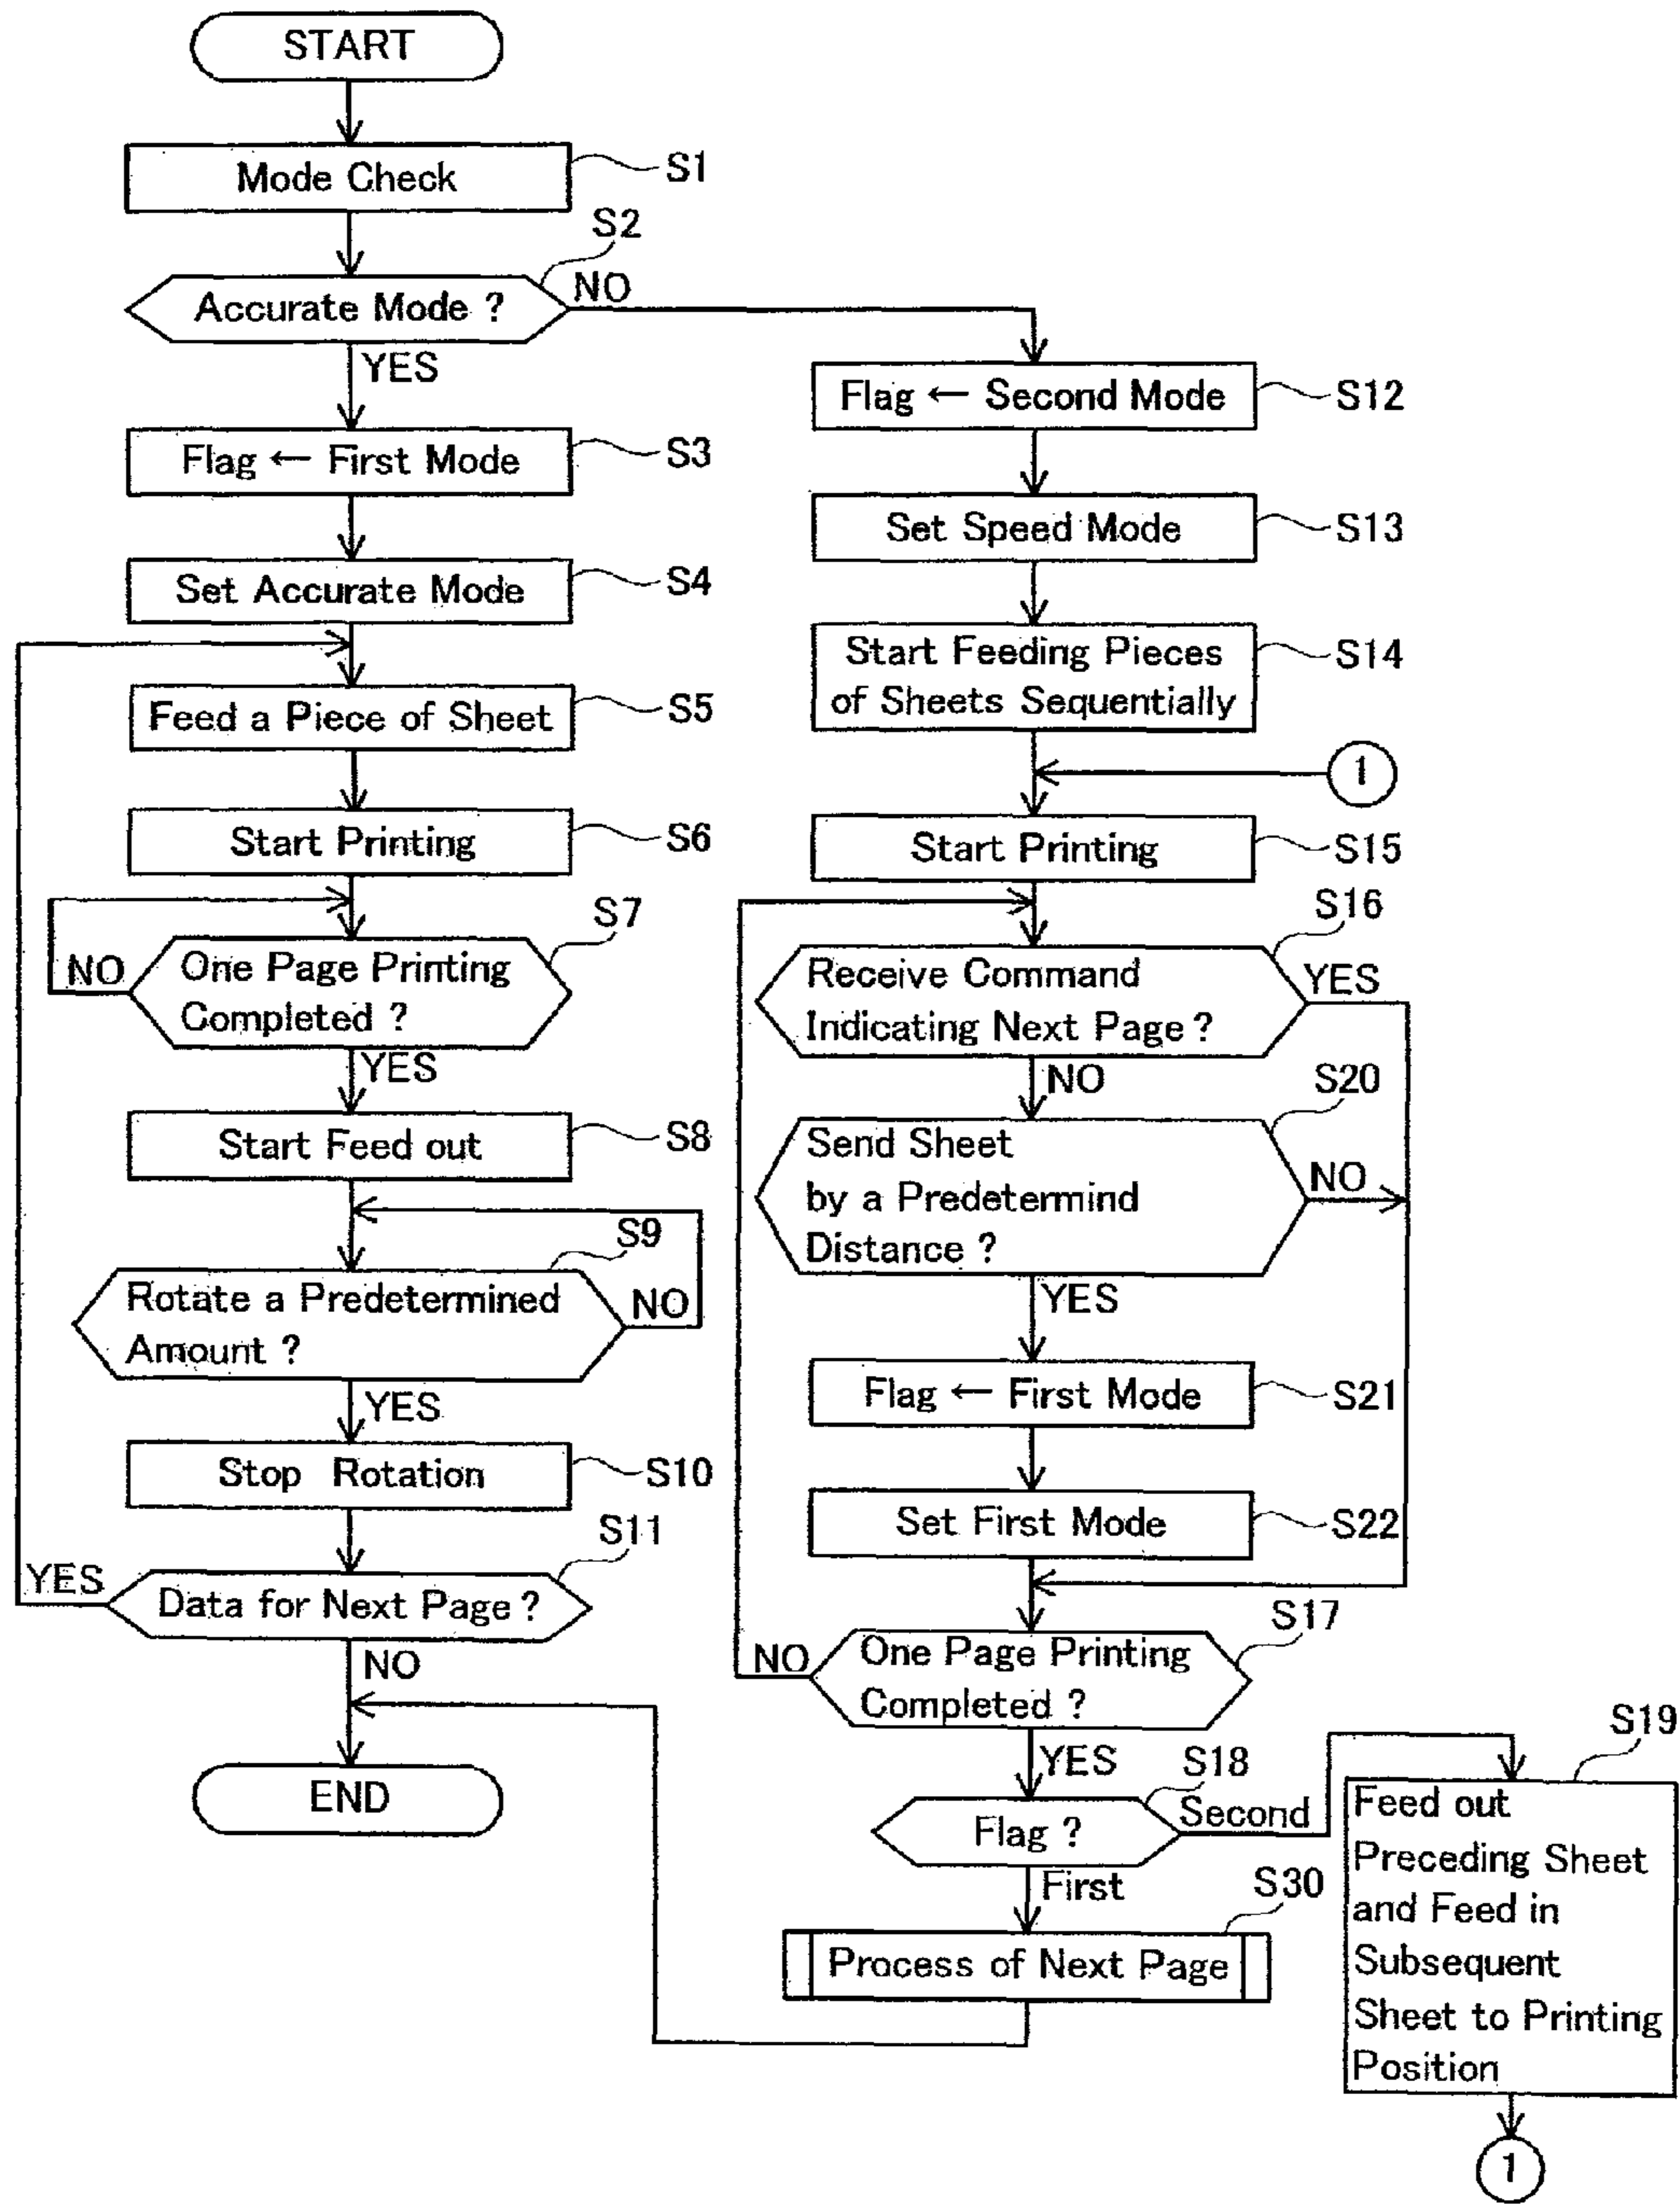 START
Mode Check
S1
S2
Accurate Mode ?
NO
YES
Flag ← First Mode
S3
Set Accurate Mode
S4
Feed a Piece of Sheet
S5
Start Printing
S6
S7
One Page Printing
Completed ?
NO
YES
Start Feed out
S8
S9
Rotate a Predetermined
Amount ?
NO
YES
Stop Rotation
S10
S11
Data for Next Page ?
YES
NO
END
Flag ← Second Mode
S12
Set Speed Mode
S13
Start Feeding Pieces
of Sheets Sequentially
S14
1
Start Printing
S15
S16
Receive Command
Indicating Next Page ?
YES
NO
S20
Send Sheet
by a Predetermind
Distance ?
NO
YES
Flag ← First Mode
S21
Set First Mode
S22
S17
One Page Printing
Completed ?
NO
YES
S18
Flag ?
Second
First
S30
Process of Next Page
S19
Feed out
Preceding Sheet
and Feed in
Subsequent
Sheet to Printing
Position
1